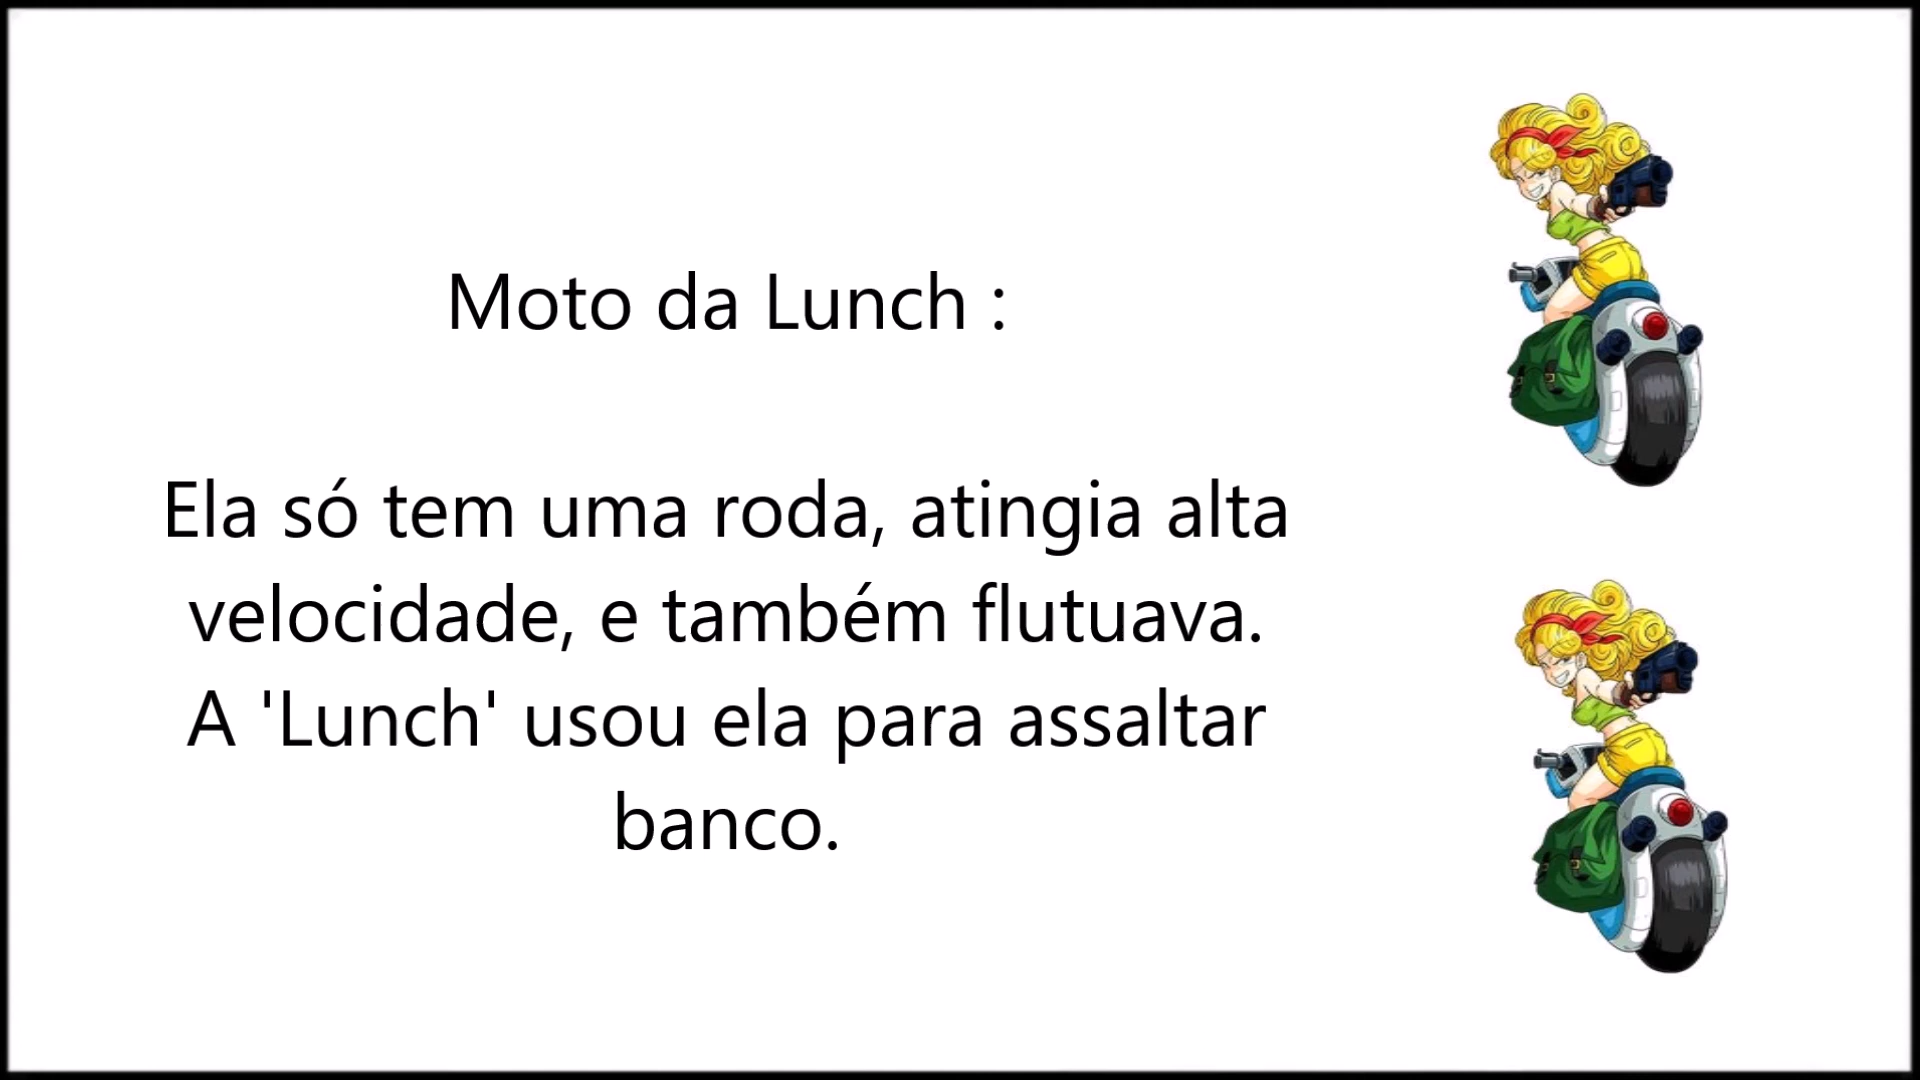 Moto da Lunch :
Ela só tem uma roda, atingia alta
velocidade, e também flutuava.
A 'Lunch' usou ela para assaltar
banco.